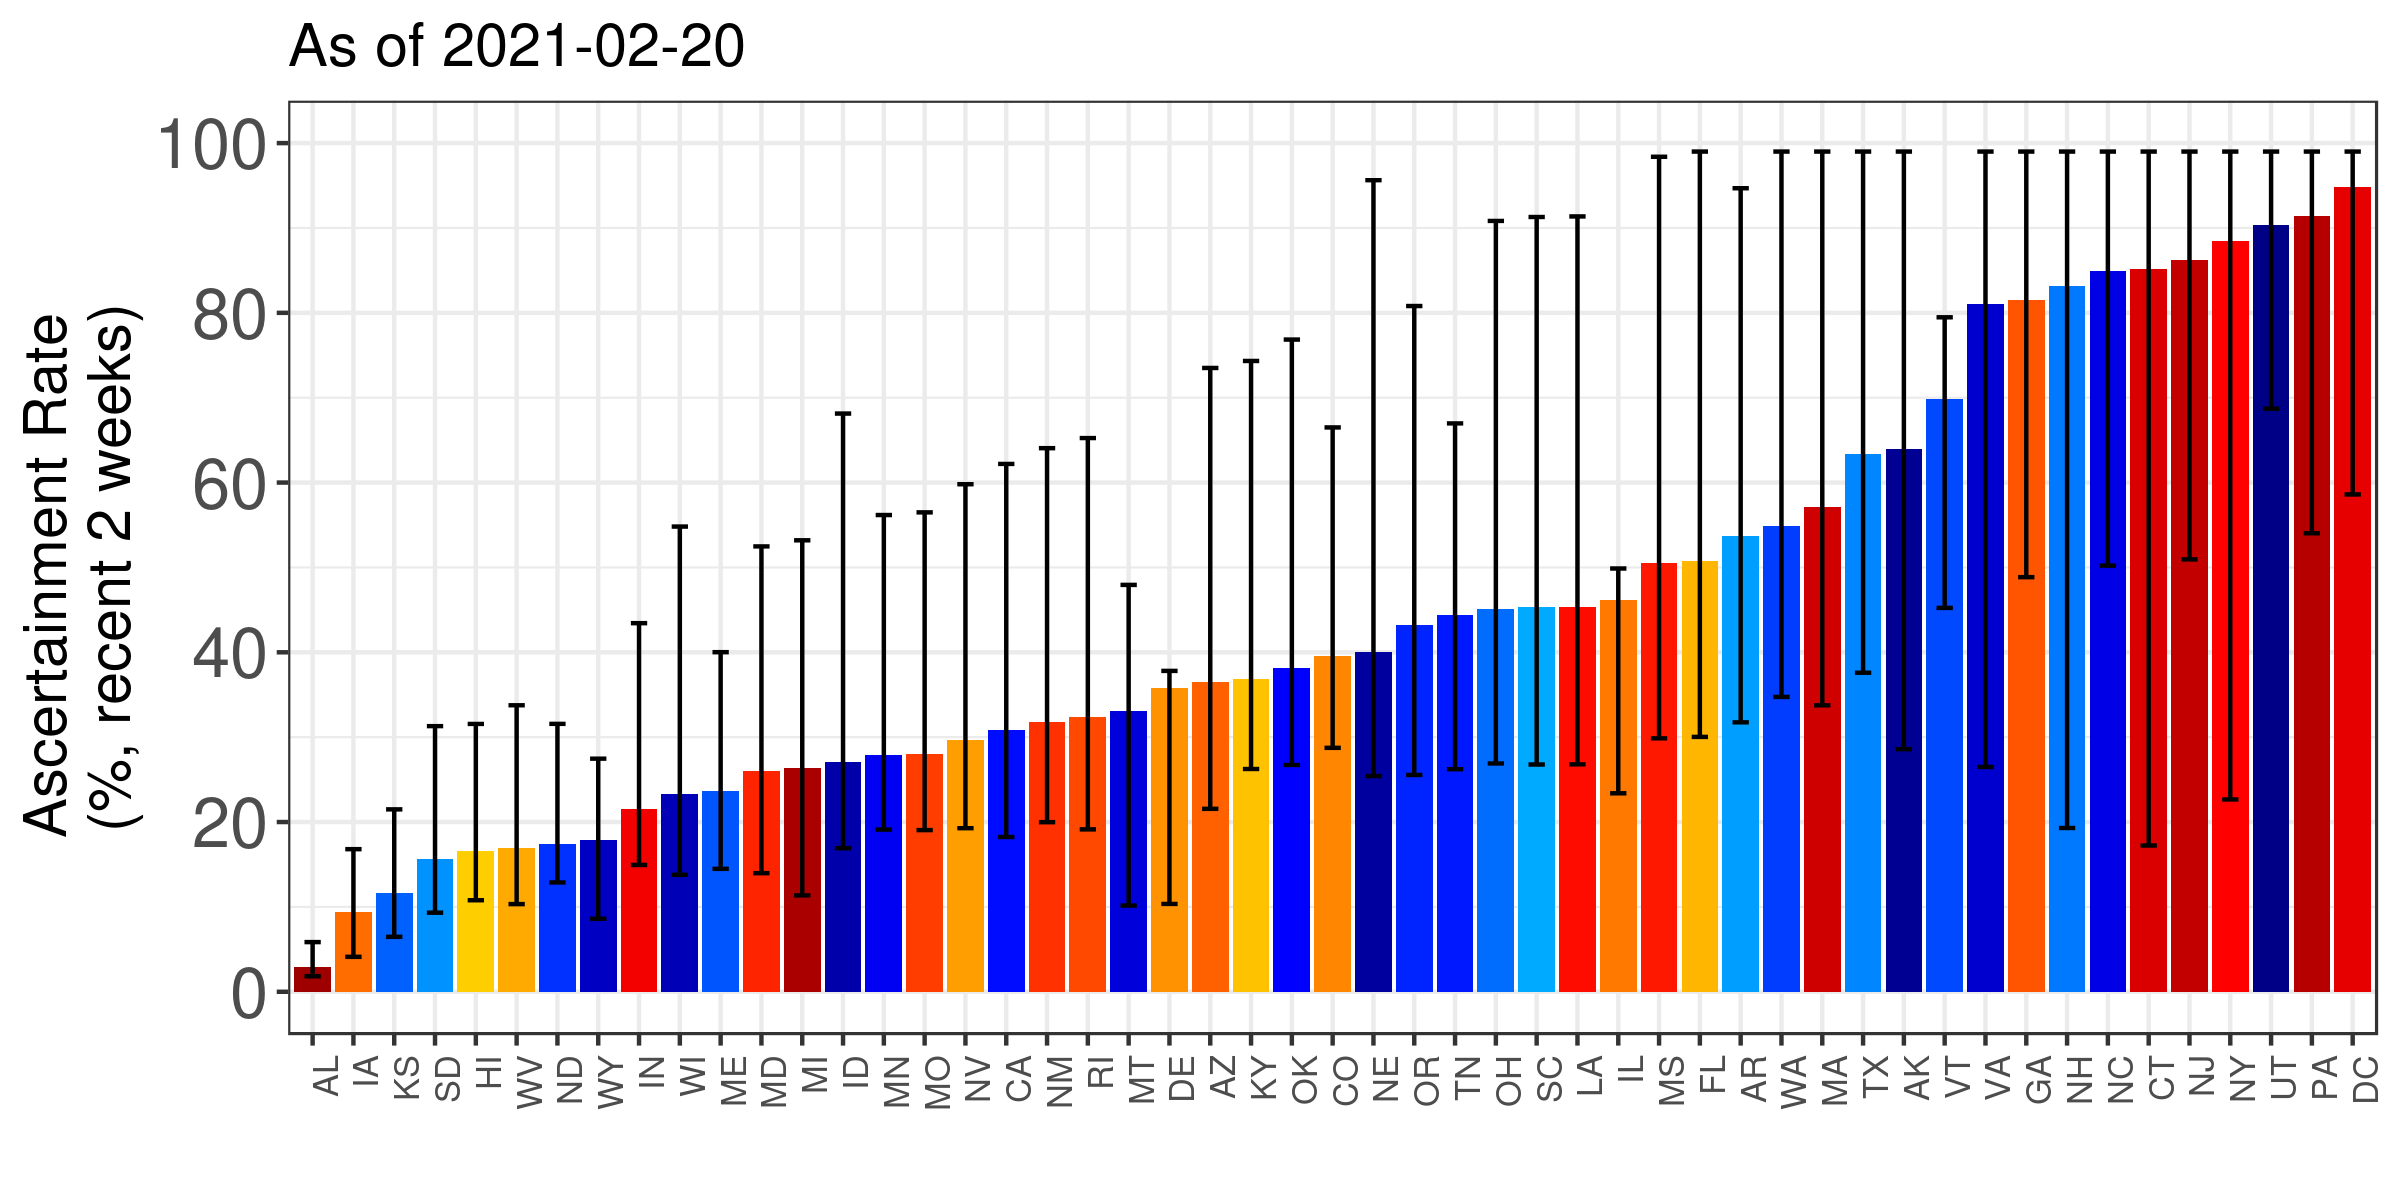 As of 2021-02-20
Ascertainment Rate
(%, recent 2 weeks)
100
80
60
40
20
0
AL IA KS SD HI WV ND WY IN WI ME MD MI ID MN MO NV CA NM RI MT DE AZ KY OK CO NE OR TN OH SC LA IL MS FL AR WA MA TX AK VT VA GA NH NC CT NJ NY UT PA DC